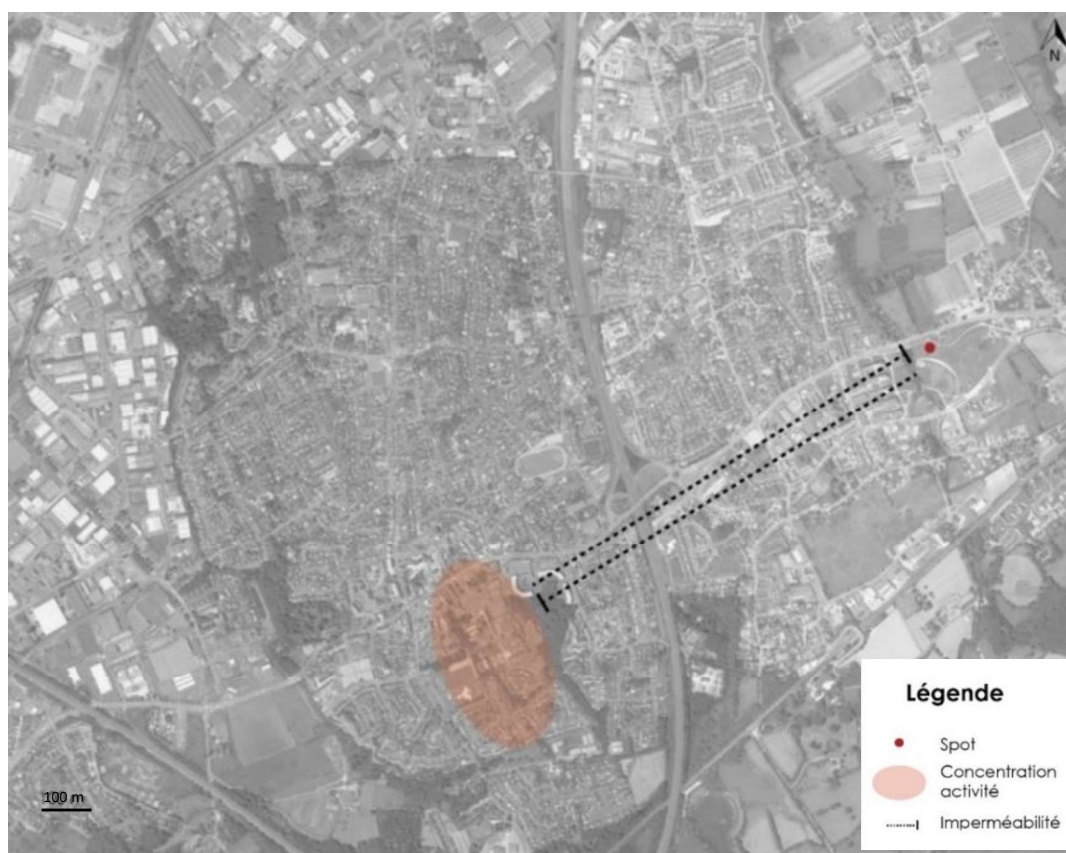 N
100 m
Légende
Spot
Concentration
activité
Imperméabilité